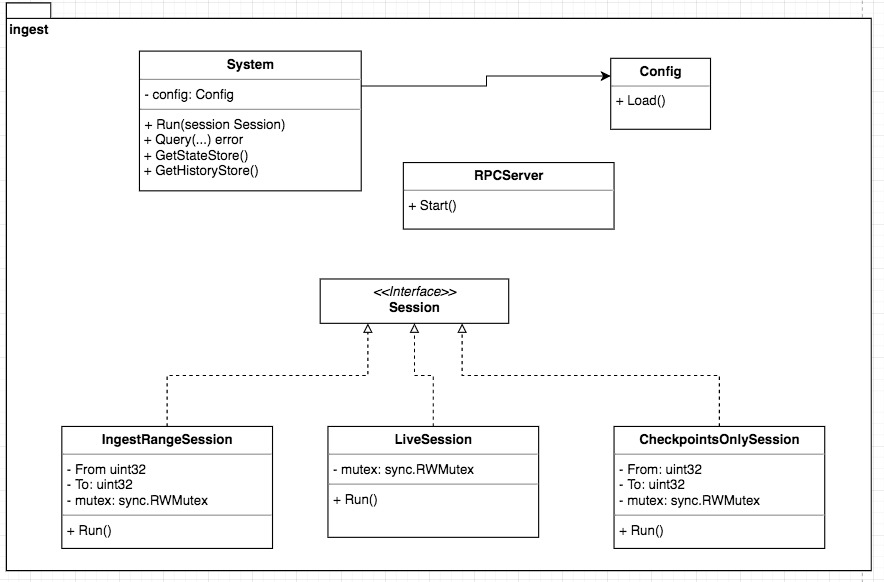 ingest
System
- config: Config
+ Run(session Session)
+ Query(...) error
+ GetStateStore()
+ GetHistoryStore()
Config
+ Load()
RPCServer
+ Start()
<<Interface>>
Session
IngestRangeSession
- From uint32
- To: uint32
- mutex: sync.RWMutex
+ Run()
LiveSession
- mutex: sync.RWMutex
+ Run()
CheckpointsOnlySession
- From: uint32
- To: uint32
- mutex: sync.RWMutex
+ Run()